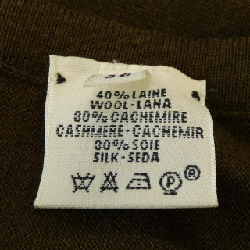 40% LAINE
WOOL-LANA
30% CACHEMIRE
CASHMERE-CACHEMIR
30% SOIE
SILK-SEDA
P ®